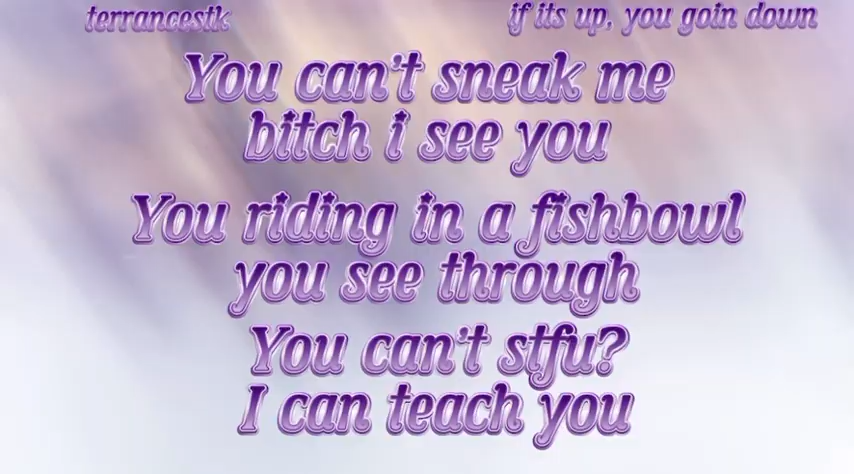 terrancestk
if its up, you goin down
You can't sneak me
bitch i see you
You riding in a fishbowl
you see through
You can't stfu?
I can teach you